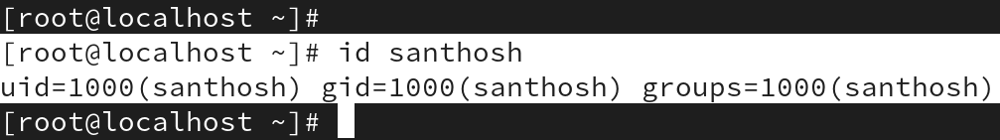 [root@localhost ~]#
[root@localhost ~]# id santhosh
uid=1000(santhosh) gid=1000(santhosh) groups=1000(santhosh)
[root@localhost ~]#